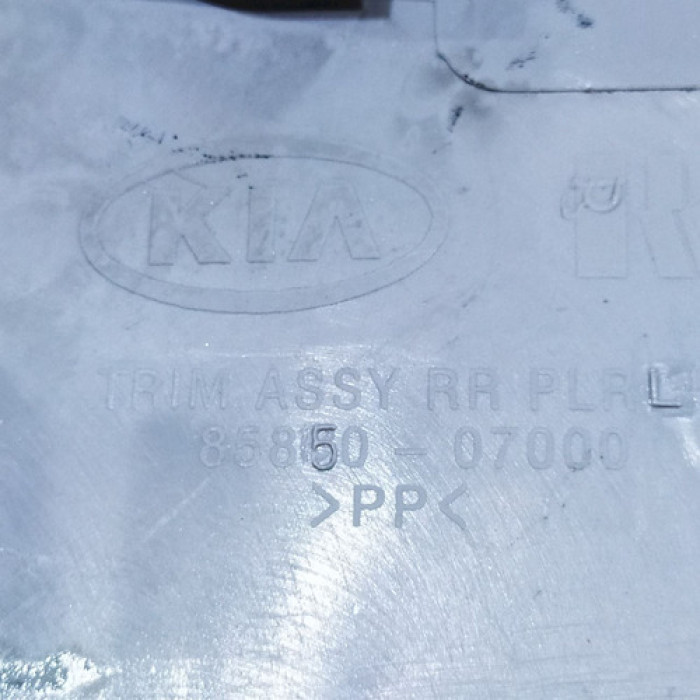 KIA
TRIM ASSY RR PLR L
85850-07000
>PP<